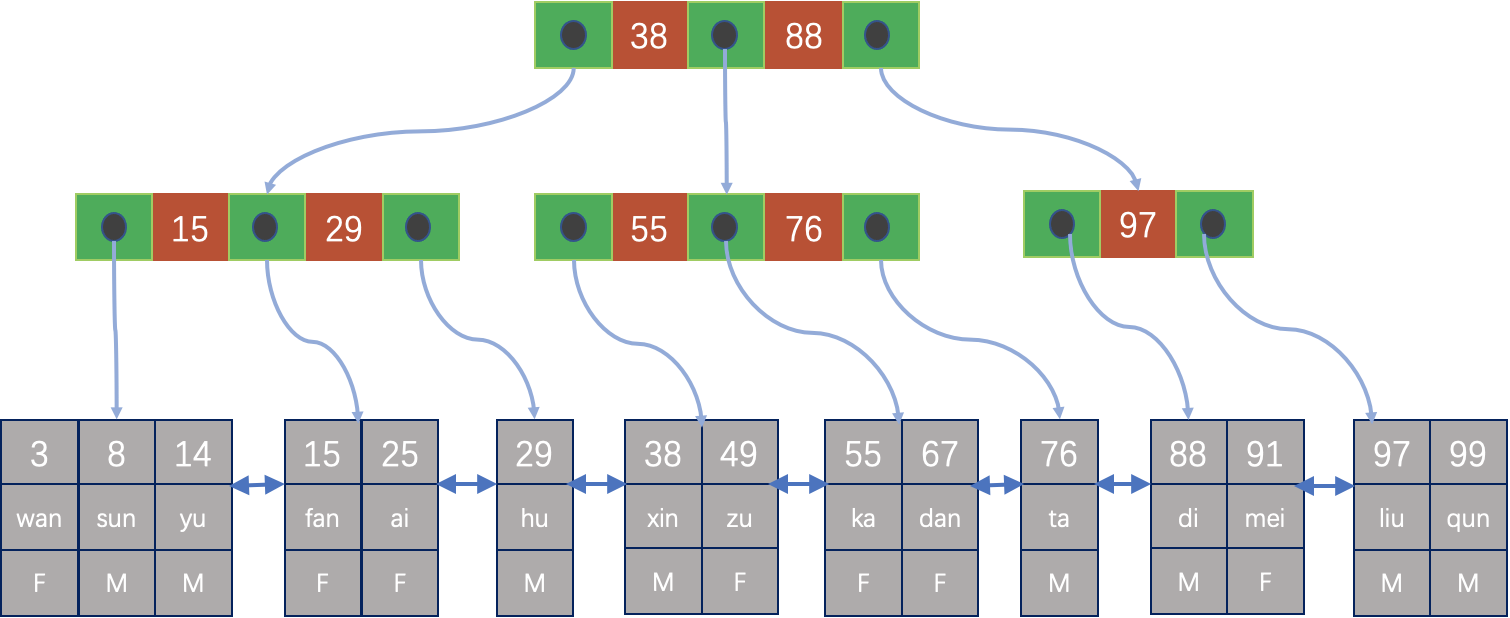 38 88
15 29 55 76 97
3 8 14 15 25 29 38 49 55 67 76 88 91 97 99
wan sun yu fan ai hu xin zu ka dan ta di mei liu qun
F M M F F M M F F F M M F M M